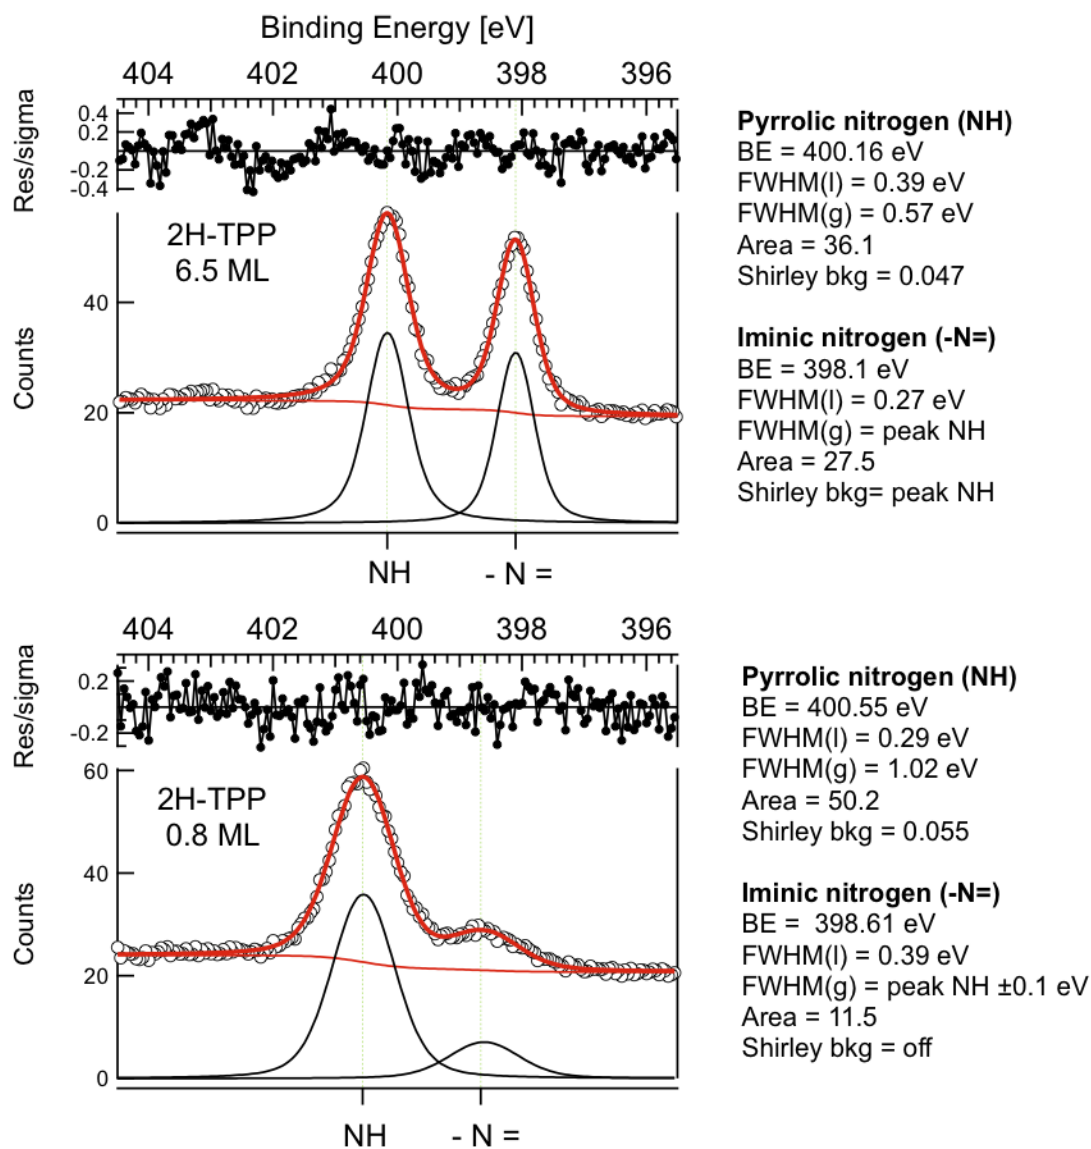 Binding Energy [eV]
404 402 400 398 396
Res/sigma
0.4
0.2
-0.2
-0.4
2H-TPP
6.5 ML
Counts
40
20
0
NH - N =
Pyrrolic nitrogen (NH)
BE = 400.16 eV
FWHM(l) = 0.39 eV
FWHM(g) = 0.57 eV
Area = 36.1
Shirley bkg = 0.047
Iminic nitrogen (-N=)
BE = 398.1 eV
FWHM(l) = 0.27 eV
FWHM(g) = peak NH
Area = 27.5
Shirley bkg= peak NH
404 402 400 398 396
Res/sigma
0.2
-0.2
2H-TPP
0.8 ML
Counts
60
40
20
0
NH - N =
Pyrrolic nitrogen (NH)
BE = 400.55 eV
FWHM(l) = 0.29 eV
FWHM(g) = 1.02 eV
Area = 50.2
Shirley bkg = 0.055
Iminic nitrogen (-N=)
BE = 398.61 eV
FWHM(l) = 0.39 eV
FWHM(g) = peak NH ±0.1 eV
Area = 11.5
Shirley bkg = off